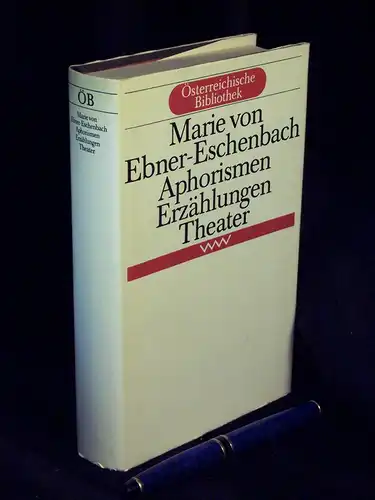 ÖB
Marie von
Ebner-Eschenbach
Aphorismen
Erzählungen
Theater
Österreichische
Bibliothek
Marie von
Ebner-Eschenbach
Aphorismen
Erzählungen
Theater